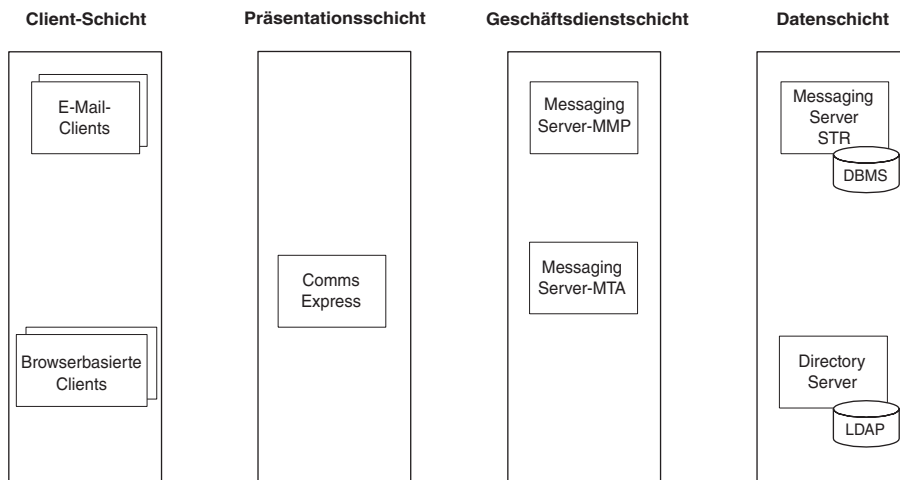 Client-Schicht
Präsentationsschicht
Geschäftsdienstschicht
Datenschicht
E-Mail-
Clients
Browserbasierte
Clients
Comms
Express
Messaging
Server-MMP
Messaging
Server-MTA
Messaging
Server
STR
DBMS
Directory
Server
LDAP